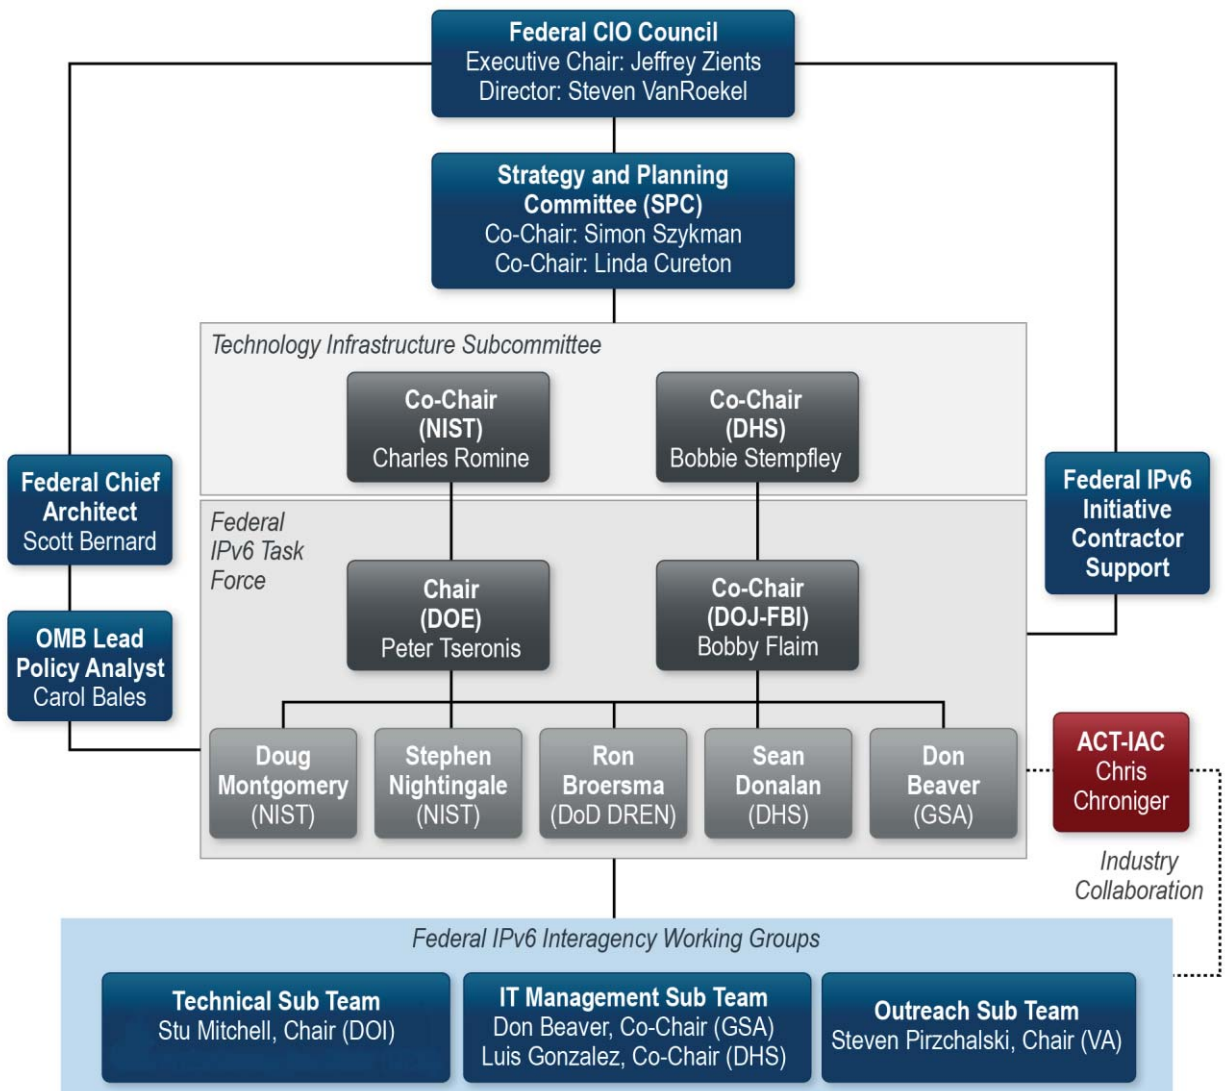 Federal CIO Council
Executive Chair: Jeffrey Zients
Director: Steven VanRoekel
Strategy and Planning
Committee (SPC)
Co-Chair: Simon Szykman
Co-Chair: Linda Cureton
Technology Infrastructure Subcommittee
Co-Chair
(NIST)
Charles Romine
Co-Chair
(DHS)
Bobbie Stempfley
Federal Chief
Architect
Scott Bernard
Federal IPv6
Initiative
Contractor
Support
Federal
IPv6 Task
Force
Chair
(DOE)
Peter Tseronis
Co-Chair
(DOJ-FBI)
Bobby Flaim
OMB Lead
Policy Analyst
Carol Bales
Doug
Montgomery
(NIST)
Stephen
Nightingale
(NIST)
Ron
Broersma
(DoD DREN)
Sean
Donalan
(DHS)
Don
Beaver
(GSA)
ACT-IAC
Chris
Chroniger
Industry
Collaboration
Federal IPv6 Interagency Working Groups
Technical Sub Team
Stu Mitchell, Chair (DOI)
IT Management Sub Team
Don Beaver, Co-Chair (GSA)
Luis Gonzalez, Co-Chair (DHS)
Outreach Sub Team
Steven Pirzchalski, Chair (VA)